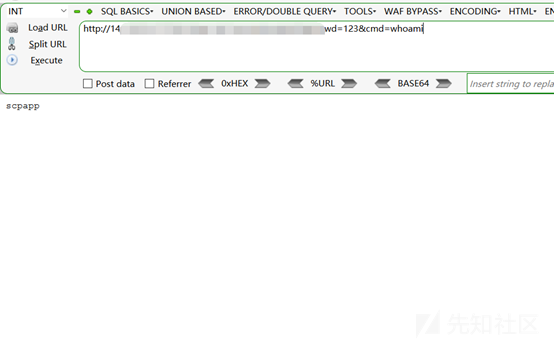 INT SQL BASICS UNION BASED ERROR/DOUBLE QUERY TOOLS WAF BYPASS ENCODING HTML EN
Load URL http://14 wd=123&cmd=whoami
Split URL
Execute
Post data Referrer 0xHEX %URL BASE64 Insert string to repla
scpapp
先知社区